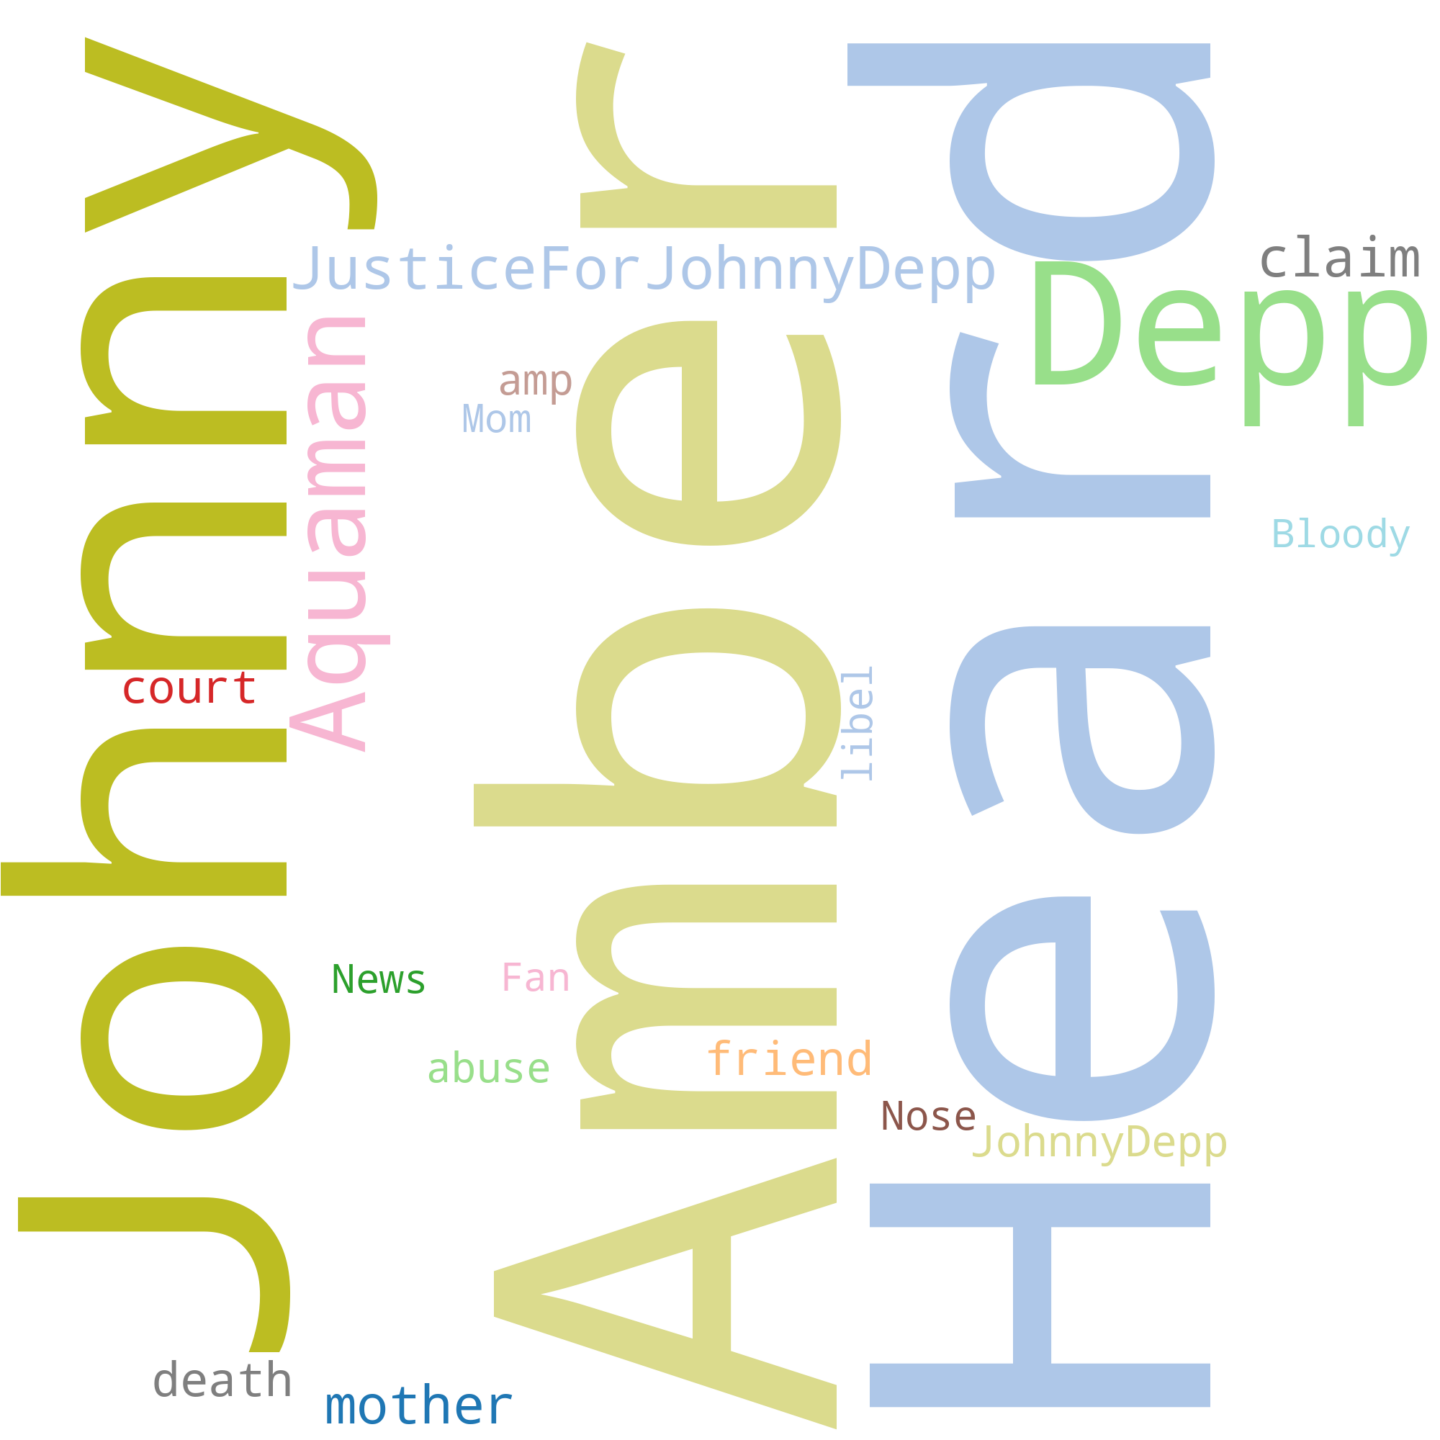 Johnny
Amber
Heard
JusticeForJohnnyDepp
Depp
claim
Aquaman
amp
Mom
Bloody
court
libel
News
Fan
abuse
friend
Nose
JohnnyDepp
death
mother